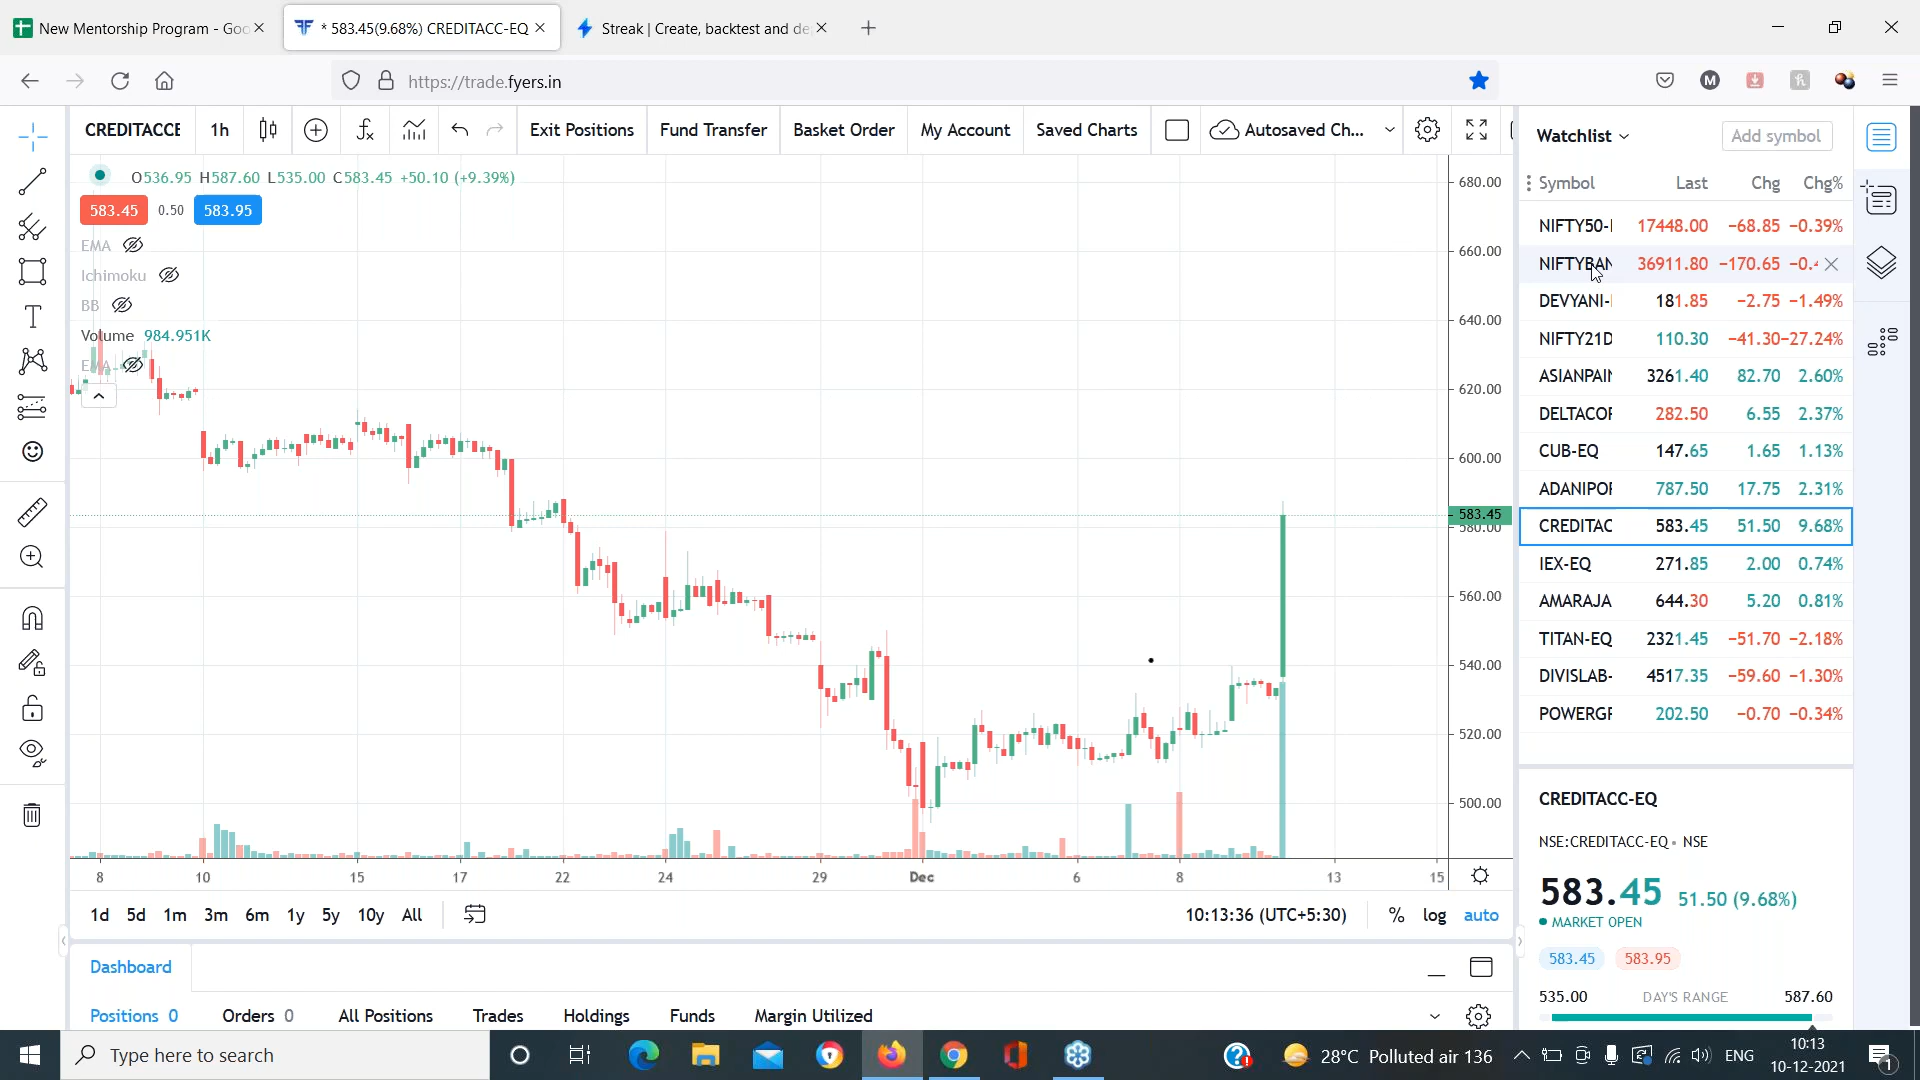 New Mentorship Program - Goo
* 583.45(9.68%) CREDITACC-EQ
Streak | Create, backtest and de
https://trade.fyers.in
M
CREDITACCE
1h
Exit Positions
Fund Transfer
Basket Order
My Account
Saved Charts
Autosaved Ch...
O536.95 H587.60 L535.00 C583.45 +50.10 (+9.39%)
583.45
0.50
583.95
EMA
Ichimoku
BB
Volume 984.951K
EMA
680.00
660.00
640.00
620.00
600.00
583.45
580.00
560.00
540.00
520.00
500.00
8 10 15 17 22 24 29 Dec 6 8 13 15
1d 5d 1m 3m 6m 1y 5y 10y All
10:13:36 (UTC+5:30)
% log auto
Dashboard
Positions 0
Orders 0
All Positions
Trades
Holdings
Funds
Margin Utilized
Watchlist
Add symbol
Symbol Last Chg Chg%
NIFTY50-I 17448.00 -68.85 -0.39%
NIFTYBAN 36911.80 -170.65 -0.4
DEVYANI-I 181.85 -2.75 -1.49%
NIFTY21D 110.30 -41.30 -27.24%
ASIANPAIN 3261.40 82.70 2.60%
DELTACOF 282.50 6.55 2.37%
CUB-EQ 147.65 1.65 1.13%
ADANIPOF 787.50 17.75 2.31%
CREDITAC 583.45 51.50 9.68%
IEX-EQ 271.85 2.00 0.74%
AMARAJA 644.30 5.20 0.81%
TITAN-EQ 2321.45 -51.70 -2.18%
DIVISLAB- 4517.35 -59.60 -1.30%
POWERGF 202.50 -0.70 -0.34%
CREDITACC-EQ
NSE:CREDITACC-EQ • NSE
583.45 51.50 (9.68%)
MARKET OPEN
583.45
583.95
535.00 DAY'S RANGE 587.60
Type here to search
28°C Polluted air 136
ENG
10:13
10-12-2021
1